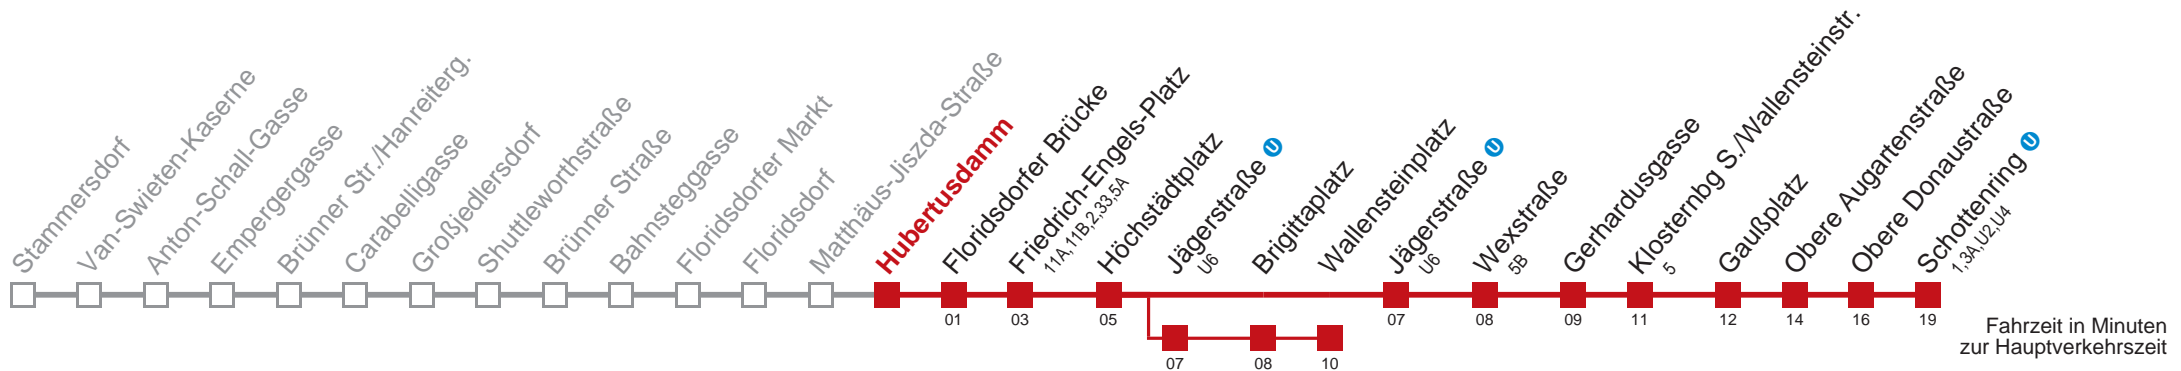 Stammersdorf
Van-Swieten-Kaserne
Anton-Schall-Gasse
Empergergasse
Brünner Str./Hanreiterg.
Carabelligasse
Großjedlersdorf
Shuttleworthstraße
Brünner Straße
Bahnsteggasse
Floridsdorfer Markt
Floridsdorf
Matthäus-Jiszda-Straße
Hubertusdamm
Floridsdorfer Brücke
Friedrich-Engels-Platz
11A,11B,2,33,5A
Höchstädtplatz
Jägerstraße U
U6
Brigittaplatz
Wallensteinplatz
Jägerstraße U
U6
Wexstraße
5B
Gerhardusgasse
Klosternbg S./Wallensteinstr.
5
Gaußplatz
Obere Augartenstraße
Obere Donaustraße
Schottenring U
1,3A,U2,U4
01 03 05 07 08 09 11 12 14 16 19
07 08 10
Fahrzeit in Minuten
zur Hauptverkehrszeit